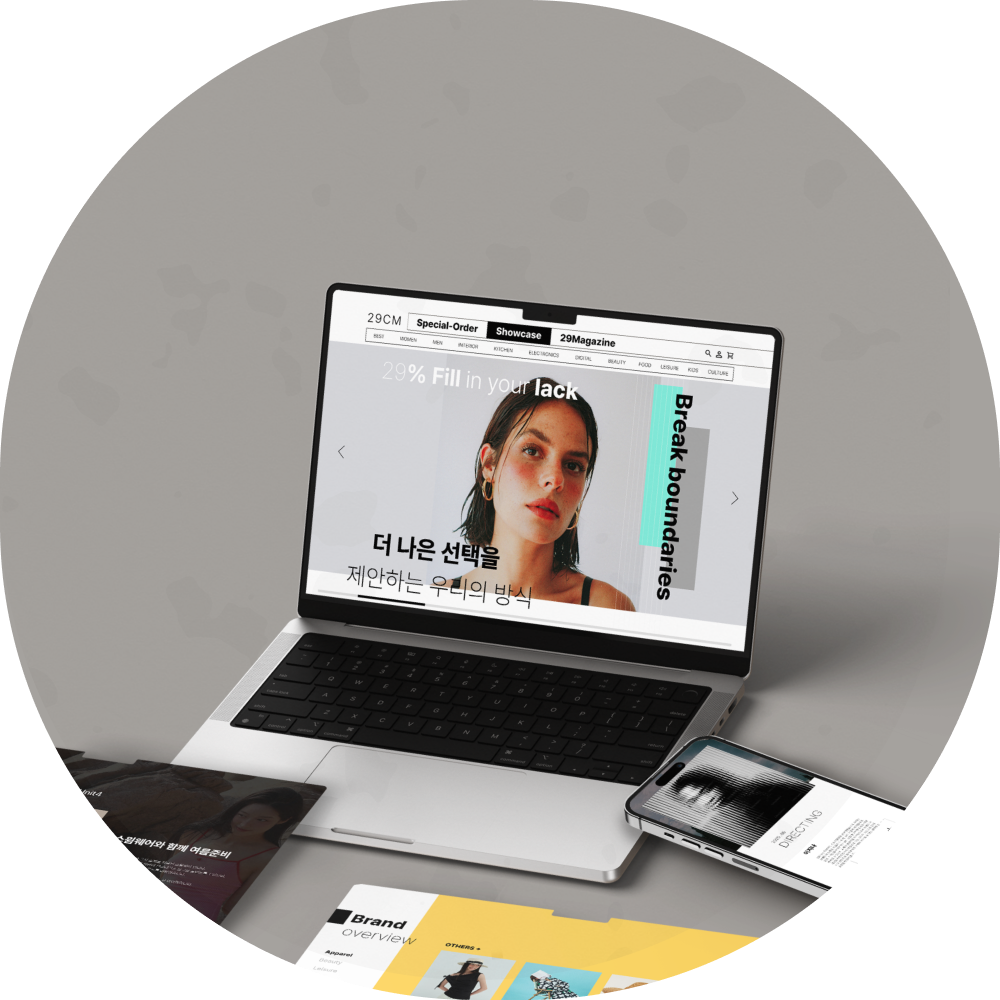 29CM Special-Order Showcase 29Magazine
BEST WOMEN MEN INTERIOR KITCHEN ELECTRONICS DIGITAL BEAUTY FOOD LEISURE KIDS CULTURE
29% Fill in your lack
Break boundaries
더 나은 선택을
제안하는 우리의 방식
스윔웨어와 함께 여름준비
DIRECTING
Brand
overview
OTHERS +
Apparel
Beauty
Leisure